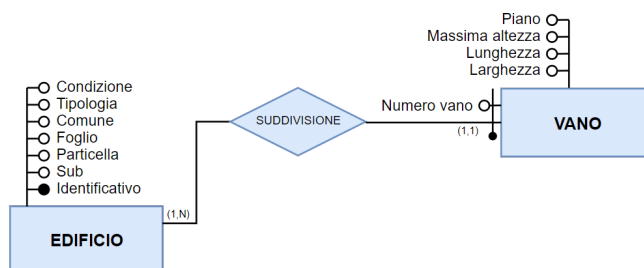 Piano
Massima altezza
Lunghezza
Larghezza
Condizione
Tipologia
Comune
Foglio
Particella
Sub
Identificativo
(1,N)
EDIFICIO
SUDDIVISIONE
Numero vano
(1,1)
VANO